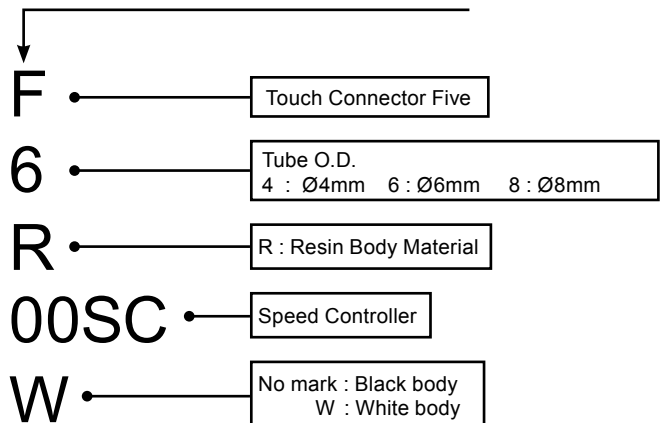 F
Touch Connector Five
6
Tube O.D.
4 : Ø4mm 6 : Ø6mm 8 : Ø8mm
R
R : Resin Body Material
00SC
Speed Controller
W
No mark : Black body
W : White body